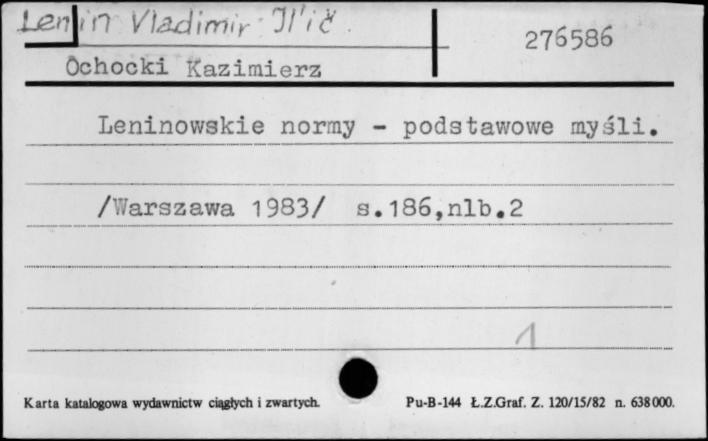 Lenin Vladimir Il'ič.
276586
Ochocki Kazimierz
Leninowskie normy - podstawowe myśli.
/Warszawa 1983/ s.186,nlb.2
1
Karta katalogowa wydawnictw ciągłych i zwartych.
Pu-B-144 Ł.Z.Graf. Z. 120/15/82 n. 638000.